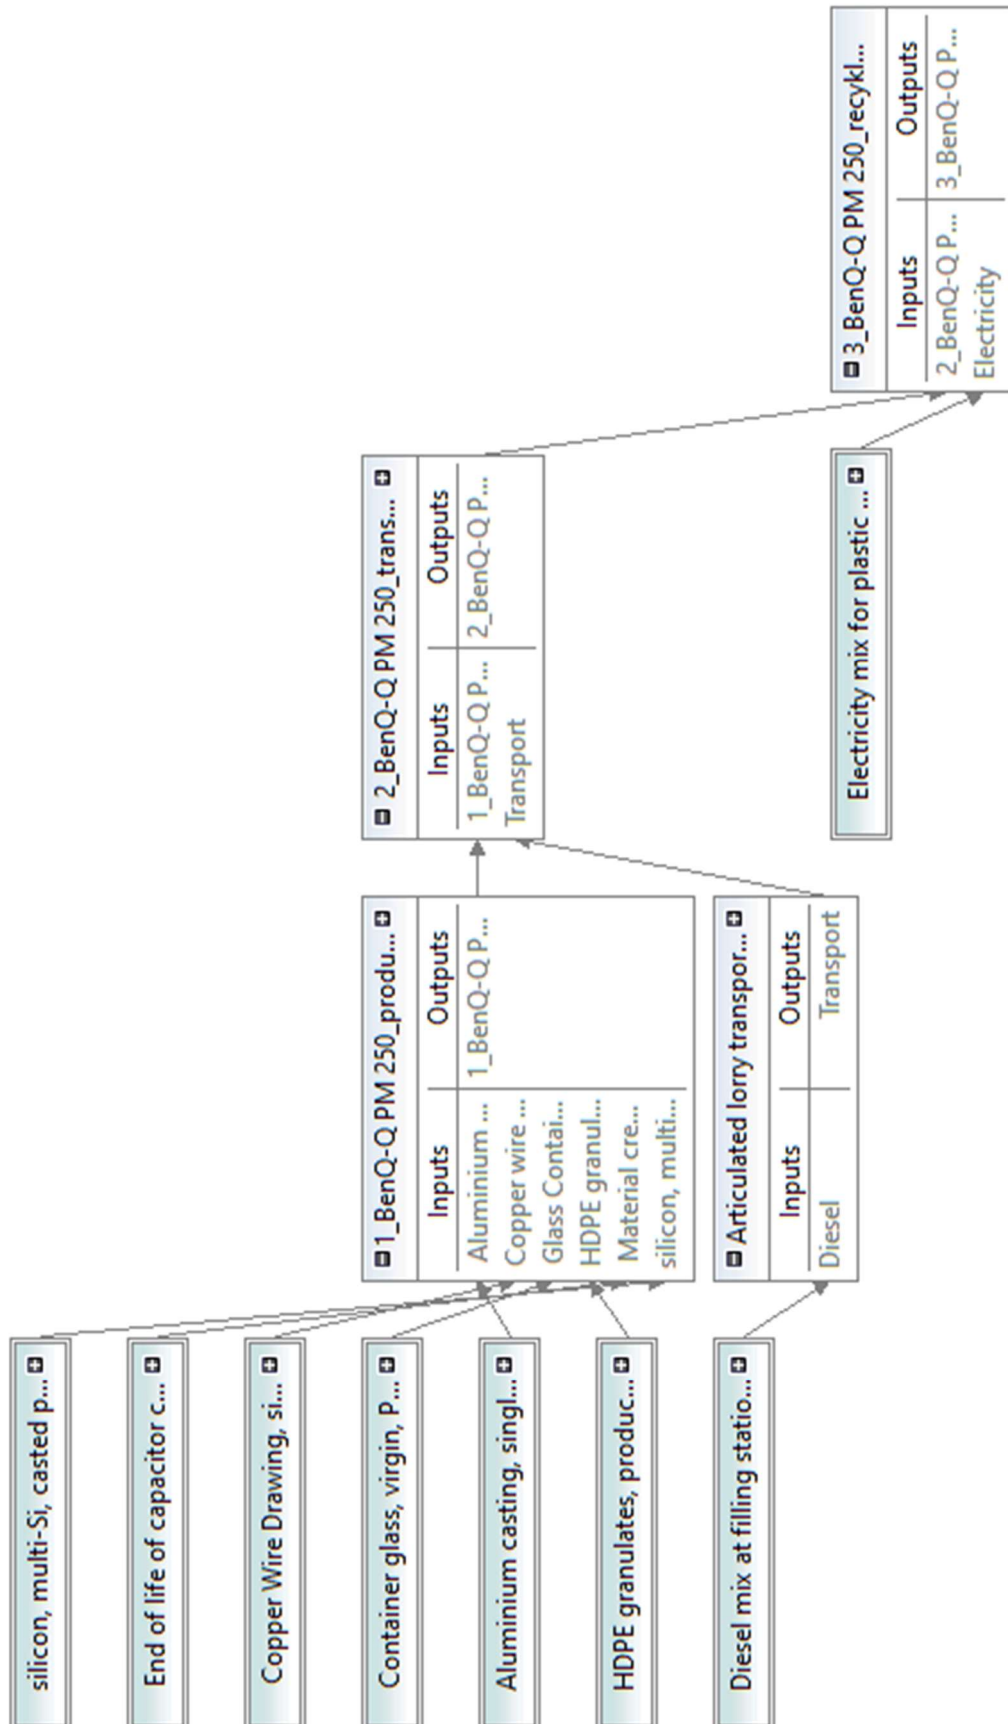 silicon, multi-Si, casted p...
End of life of capacitor c...
Copper Wire Drawing, si...
Container glass, virgin, P...
Aluminium casting, singl...
HDPE granulates, produc...
Diesel mix at filling statio...
1_BenQ-Q PM 250_produ...
Inputs Outputs
Aluminium ... 1_BenQ-Q P...
Copper wire ...
Glass Contai...
HDPE granul...
Material cre...
silicon, multi...
Articulated lorry transpor...
Inputs Outputs
Diesel Transport
2_BenQ-Q PM 250_trans...
Inputs Outputs
1_BenQ-Q P... 2_BenQ-Q P...
Transport
Electricity mix for plastic ...
3_BenQ-Q PM 250_recykl...
Inputs Outputs
2_BenQ-Q P... 3_BenQ-Q P...
Electricity